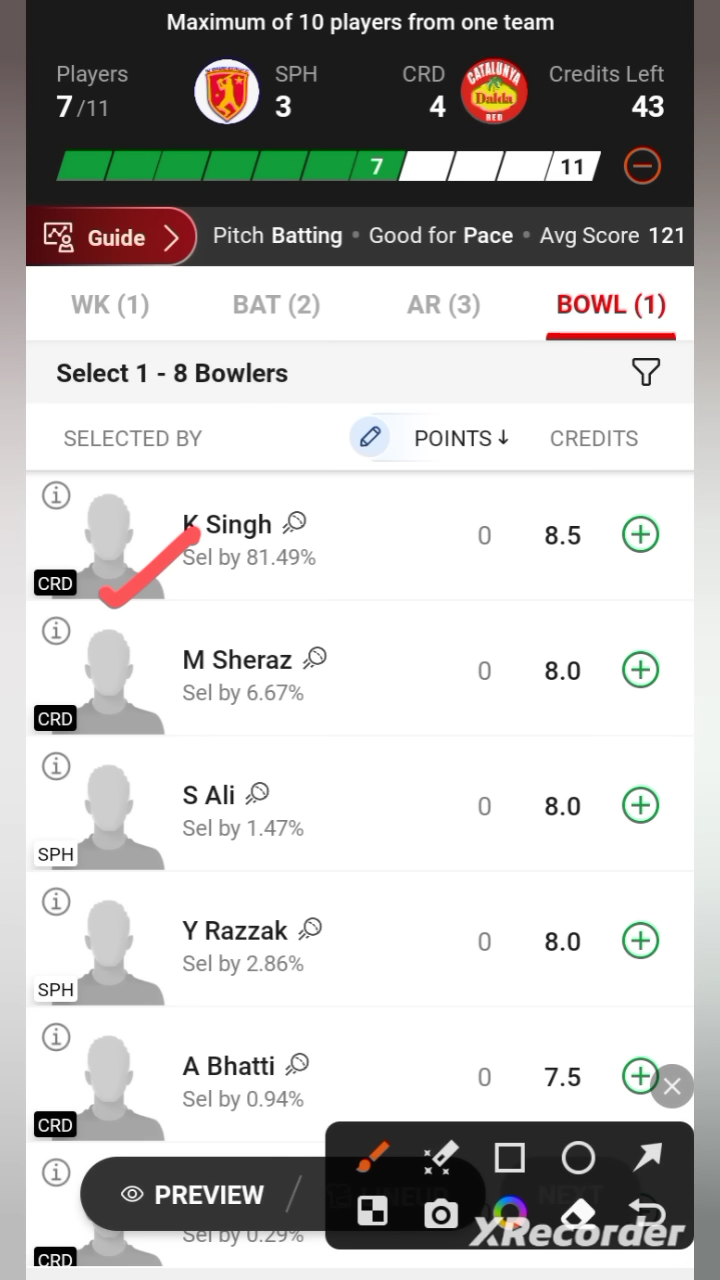 Maximum of 10 players from one team
Players SPH CRD Credits Left
7/11 3 4 43
CATALUNYA
Dalda
RED
7 11
Guide Pitch Batting • Good for Pace • Avg Score 121
WK (1) BAT (2) AR (3) BOWL (1)
Select 1 - 8 Bowlers
SELECTED BY POINTS↓ CREDITS
K Singh
Sel by 81.49% 0 8.5
CRD
M Sheraz
Sel by 6.67% 0 8.0
CRD
S Ali
Sel by 1.47% 0 8.0
SPH
Y Razzak
Sel by 2.86% 0 8.0
SPH
A Bhatti
Sel by 0.94% 0 7.5
CRD
PREVIEW LINEUP NEXT
Sel by 0.29%
CRD
XRecorder